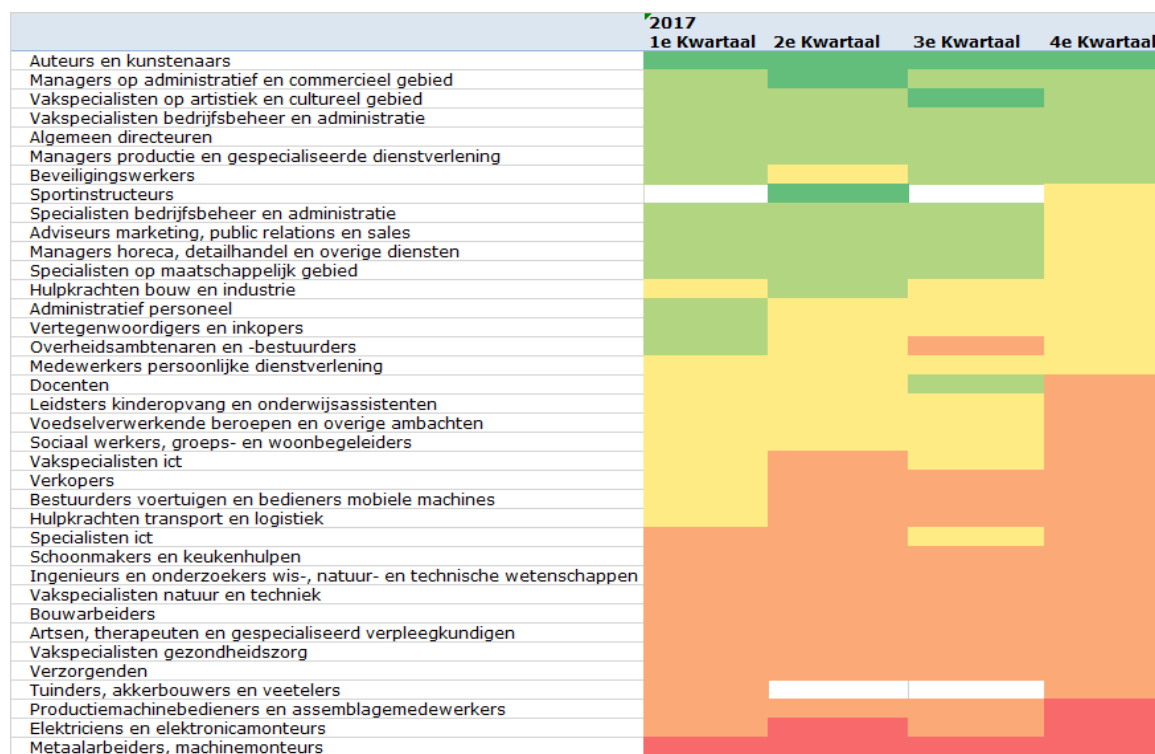 2017
1e Kwartaal 2e Kwartaal 3e Kwartaal 4e Kwartaal
Auteurs en kunstenaars
Managers op administratief en commercieel gebied
Vakspecialisten op artistiek en cultureel gebied
Vakspecialisten bedrijfsbeheer en administratie
Algemeen directeuren
Managers productie en gespecialiseerde dienstverlening
Beveiligingswerkers
Sportinstructeurs
Specialisten bedrijfsbeheer en administratie
Adviseurs marketing, public relations en sales
Managers horeca, detailhandel en overige diensten
Specialisten op maatschappelijk gebied
Hulpkrachten bouw en industrie
Administratief personeel
Vertegenwoordigers en inkopers
Overheidsambtenaren en -bestuurders
Medewerkers persoonlijke dienstverlening
Docenten
Leidsters kinderopvang en onderwijsassistenten
Voedselverwerkende beroepen en overige ambachten
Sociaal werkers, groeps- en woonbegeleiders
Vakspecialisten ict
Verkopers
Bestuurders voertuigen en bedieners mobiele machines
Hulpkrachten transport en logistiek
Specialisten ict
Schoonmakers en keukenhulpen
Ingenieurs en onderzoekers wis-, natuur- en technische wetenschappen
Vakspecialisten natuur en techniek
Bouwarbeiders
Artsen, therapeuten en gespecialiseerd verpleegkundigen
Vakspecialisten gezondheidszorg
Verzorgenden
Tuinders, akkerbouwers en veetelers
Productiemachinebedieners en assemblagemedewerkers
Elektriciens en elektronicamonteurs
Metaalarbeiders, machinemonteurs